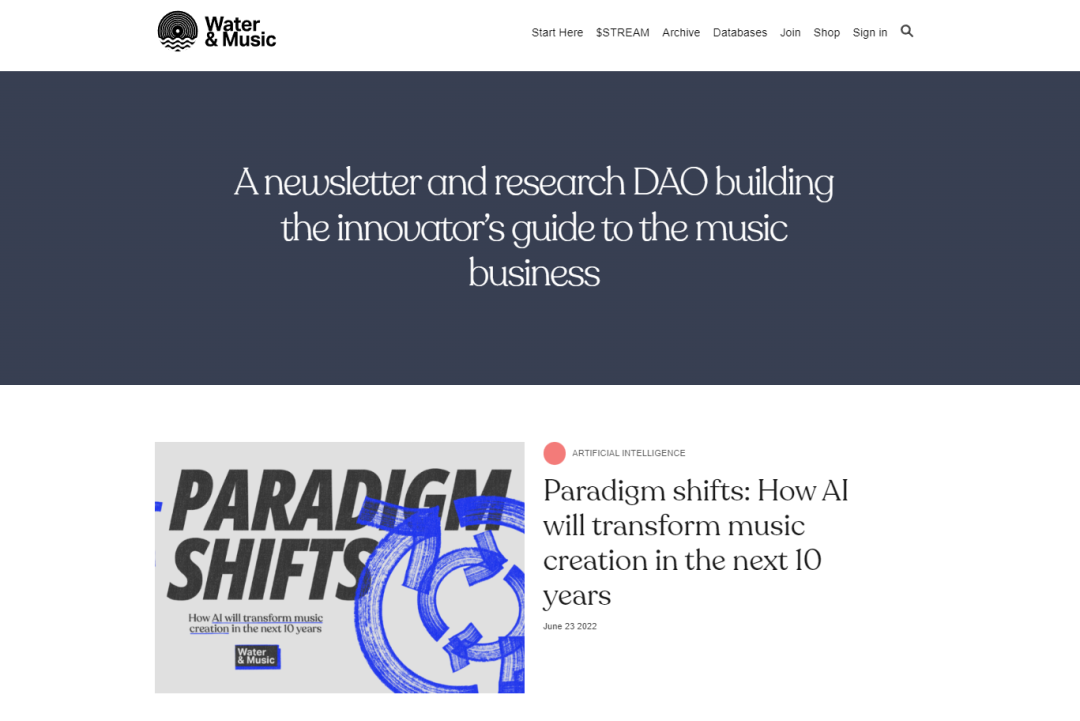 Water
& Music
Start Here $STREAM Archive Databases Join Shop Sign in
A newsletter and research DAO building
the innovator's guide to the music
business
PARADIGM
SHIFTS
How AI will transform music
creation in the next 10 years
Water
& Music
ARTIFICIAL INTELLIGENCE
Paradigm shifts: How AI
will transform music
creation in the next 10
years
June 23 2022